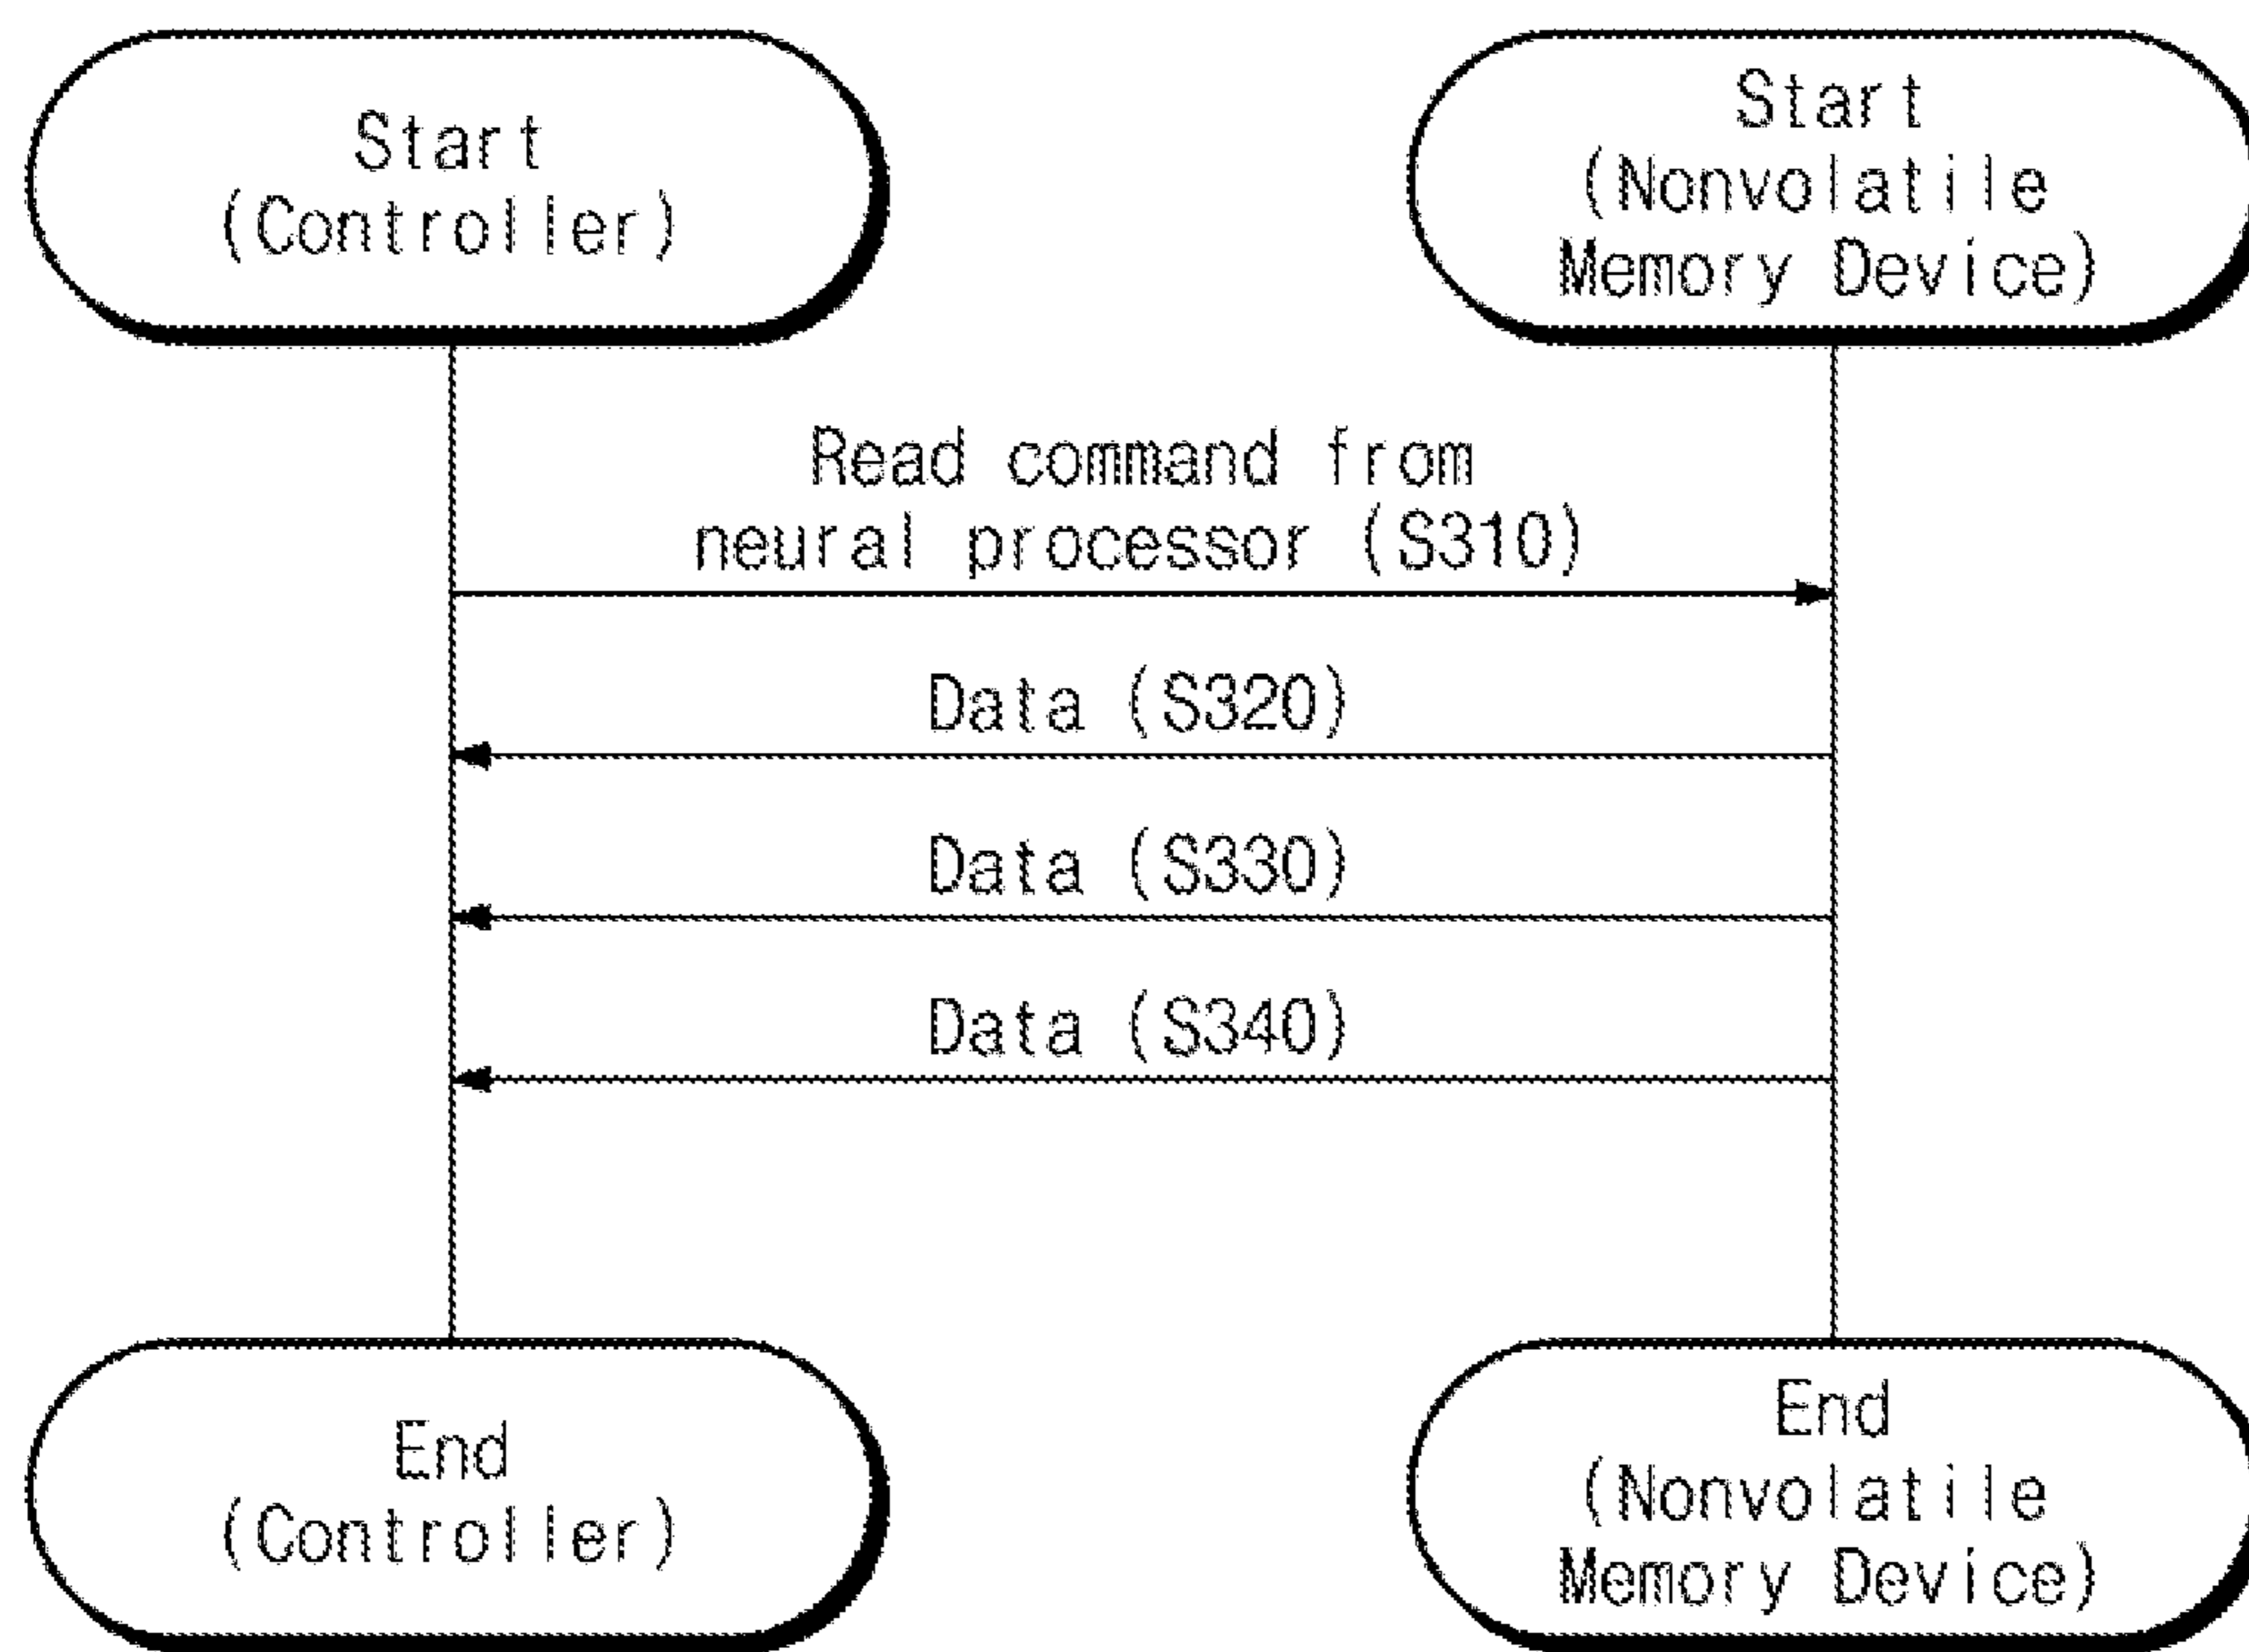 Start
(Controller)
Start
(Nonvolatile
Memory Device)
Read command from
neural processor (S310)
Data (S320)
Data (S330)
Data (S340)
End
(Controller)
End
(Nonvolatile
Memory Device)